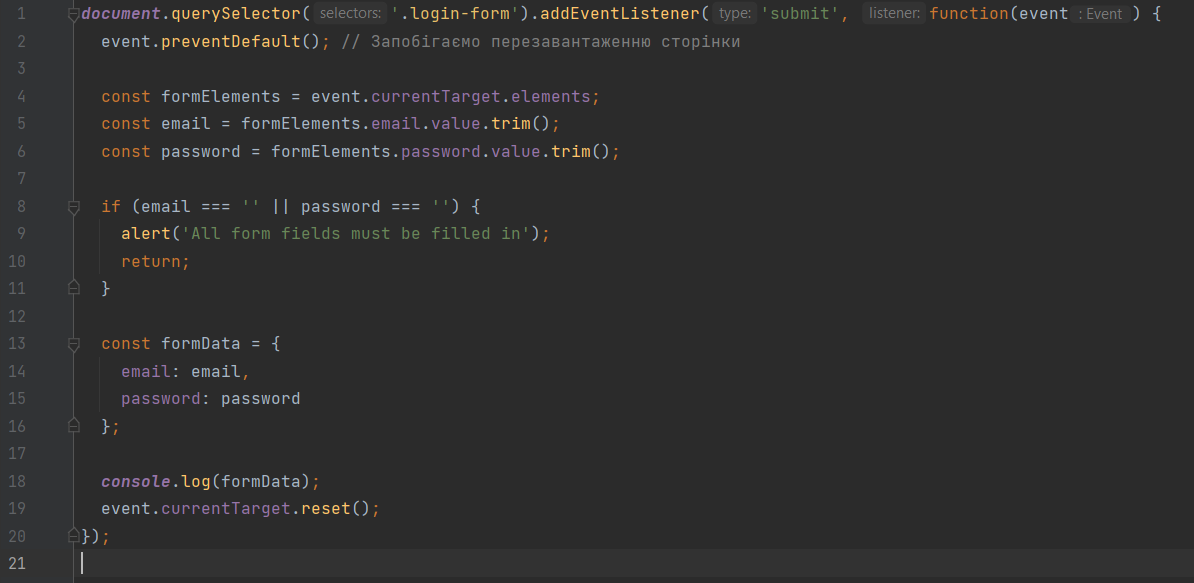 1 document.querySelector( selectors: '.login-form').addEventListener( type: 'submit', listener: function(event : Event ) {
2 event.preventDefault(); // Запобігаємо перезавантаженню сторінки
3
4 const formElements = event.currentTarget.elements;
5 const email = formElements.email.value.trim();
6 const password = formElements.password.value.trim();
7
8 if (email === '' || password === '') {
9 alert('All form fields must be filled in');
10 return;
11 }
12
13 const formData = {
14 email: email,
15 password: password
16 };
17
18 console.log(formData);
19 event.currentTarget.reset();
20 });
21